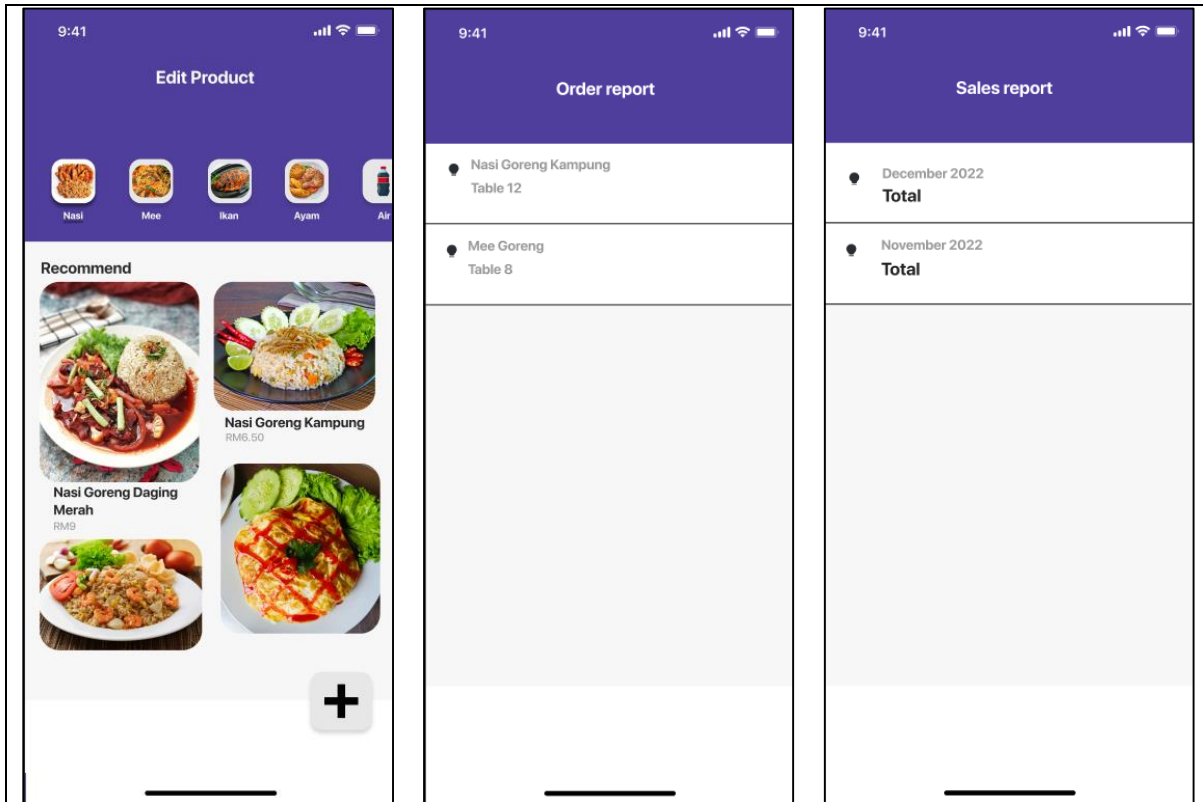 9:41
Edit Product
Nasi
Mee
Ikan
Ayam
Air
Recommend
Nasi Goreng Kampung
RM6.50
Nasi Goreng Daging
Merah
RM9
9:41
Order report
Nasi Goreng Kampung
Table 12
Mee Goreng
Table 8
9:41
Sales report
December 2022
Total
November 2022
Total